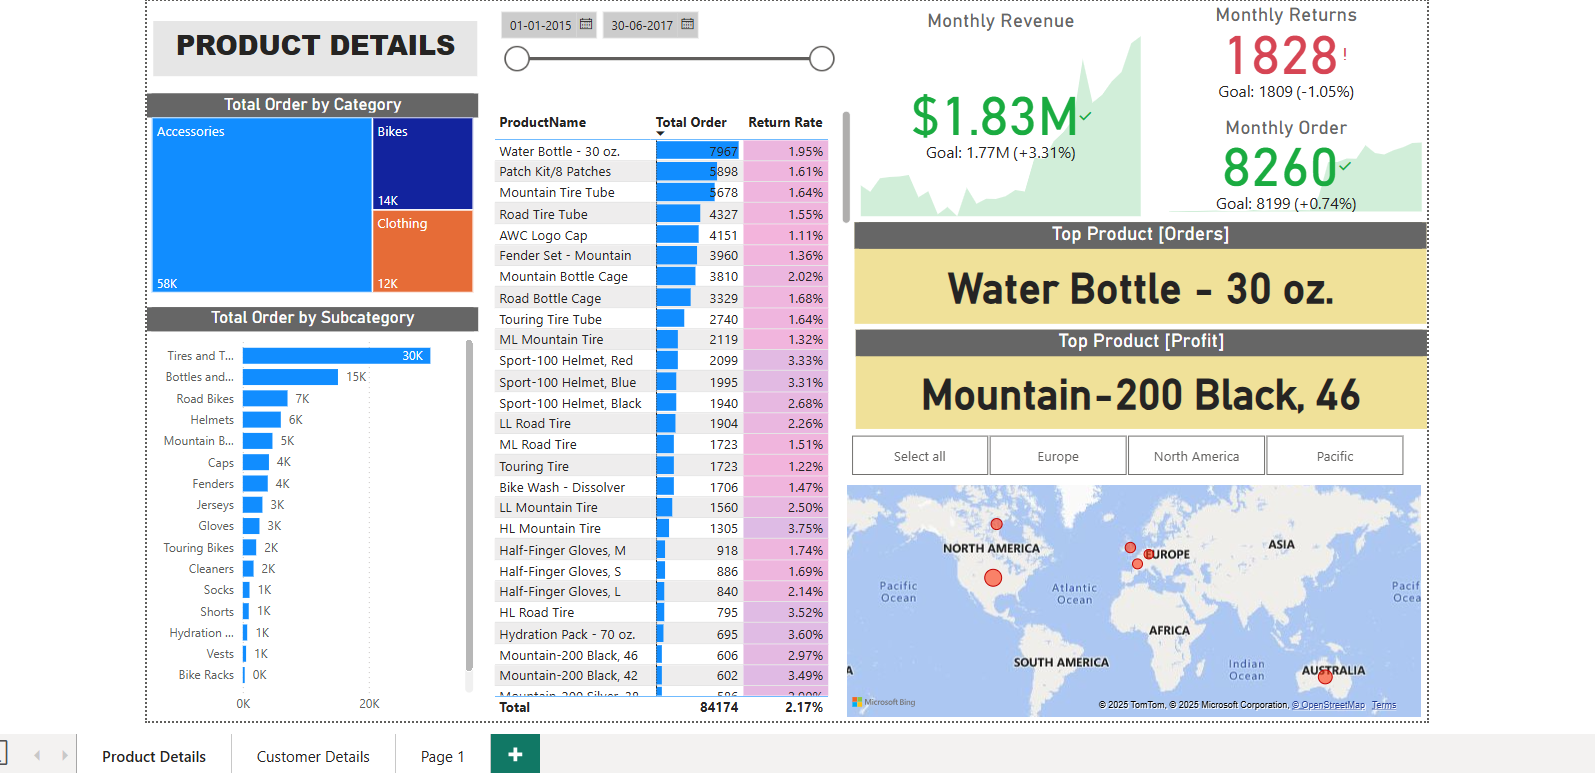 PRODUCT DETAILS
01-01-2015
30-06-2017
Total Order by Category
Accessories
58K
Bikes
14K
Clothing
12K
Total Order by Subcategory
Tires and T... 30K
Bottles and... 15K
Road Bikes 7K
Helmets 6K
Mountain B... 5K
Caps 4K
Fenders 4K
Jerseys 3K
Gloves 3K
Touring Bikes 2K
Cleaners 2K
Socks 1K
Shorts 1K
Hydration ... 1K
Vests 1K
Bike Racks 0K
0K 20K
ProductName Total Order Return Rate
Water Bottle - 30 oz. 7967 1.95%
Patch Kit/8 Patches 5898 1.61%
Mountain Tire Tube 5678 1.64%
Road Tire Tube 4327 1.55%
AWC Logo Cap 4151 1.11%
Fender Set - Mountain 3960 1.36%
Mountain Bottle Cage 3810 2.02%
Road Bottle Cage 3329 1.68%
Touring Tire Tube 2740 1.64%
ML Mountain Tire 2119 1.32%
Sport-100 Helmet, Red 2099 3.33%
Sport-100 Helmet, Blue 1995 3.31%
Sport-100 Helmet, Black 1940 2.68%
LL Road Tire 1904 2.26%
ML Road Tire 1723 1.51%
Touring Tire 1723 1.22%
Bike Wash - Dissolver 1706 1.47%
LL Mountain Tire 1560 2.50%
HL Mountain Tire 1305 3.75%
Half-Finger Gloves, M 918 1.74%
Half-Finger Gloves, S 886 1.69%
Half-Finger Gloves, L 840 2.14%
HL Road Tire 795 3.52%
Hydration Pack - 70 oz. 695 3.60%
Mountain-200 Black, 46 606 2.97%
Mountain-200 Black, 42 602 3.49%
Mountain-200 Silver, 38
Total 84174 2.17%
Monthly Revenue
$1.83M
Goal: 1.77M (+3.31%)
Monthly Returns
1828!
Goal: 1809 (-1.05%)
Monthly Order
8260
Goal: 8199 (+0.74%)
Top Product [Orders]
Water Bottle - 30 oz.
Top Product [Profit]
Mountain-200 Black, 46
Select all
Europe
North America
Pacific
NORTH AMERICA
EUROPE
ASIA
Pacific
Ocean
Atlantic
Ocean
Pacif
Ocea
AFRICA
SOUTH AMERICA
Indian
Ocean
AUSTRALIA
A
Microsoft Bing
© 2025 TomTom, © 2025 Microsoft Corporation, © OpenStreetMap Terms
Product Details
Customer Details
Page 1
+